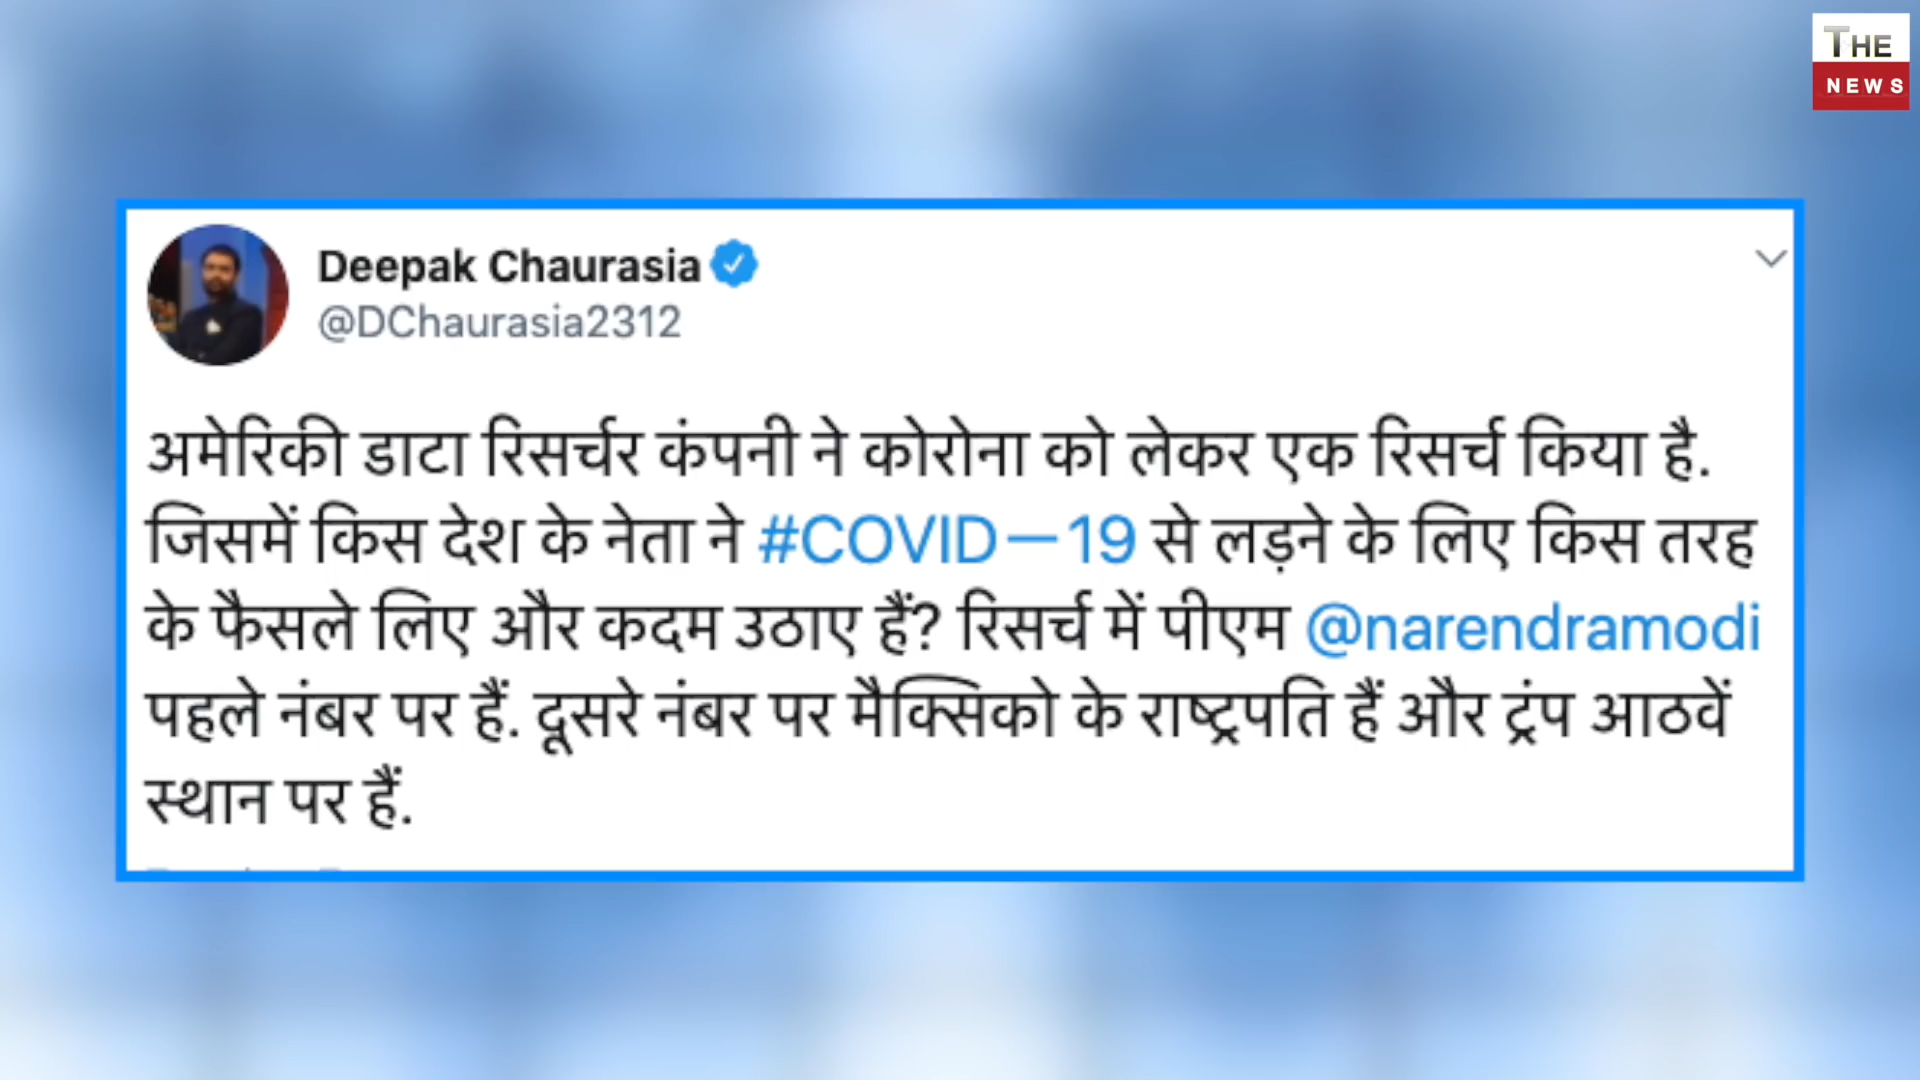 THE
NEWS
Deepak Chaurasia
@DChaurasia2312
अमेरिकी डाटा रिसर्चर कंपनी ने कोरोना को लेकर एक रिसर्च किया है.
जिसमें किस देश के नेता ने #COVID—19 से लड़ने के लिए किस तरह
के फैसले लिए और कदम उठाए हैं? रिसर्च में पीएम @narendramodi
पहले नंबर पर हैं. दूसरे नंबर पर मैक्सिको के राष्ट्रपति हैं और ट्रंप आठवें
स्थान पर हैं.